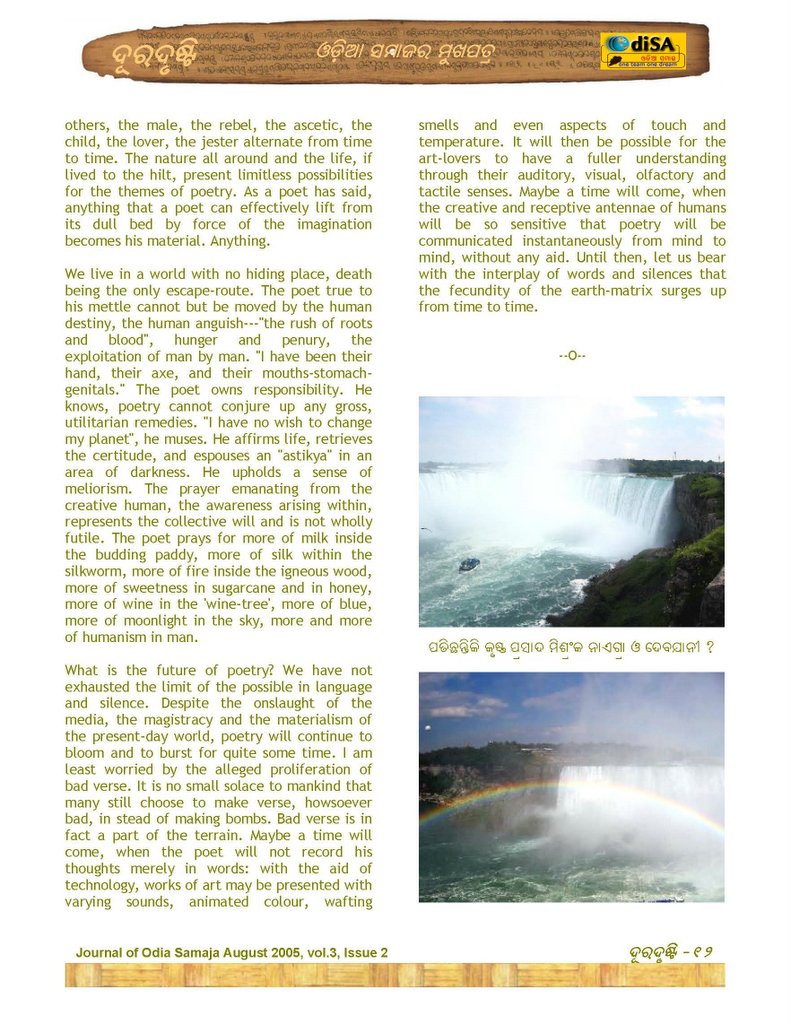 ଦୂରଦୃଷ୍ଟି
ଓଡ଼ିଆ ସମାଜର ମୁଖପତ୍ର
diSA
ଓଡ଼ିଆ ସମାଜ
one team one dream
others, the male, the rebel, the ascetic, the
child, the lover, the jester alternate from time
to time. The nature all around and the life, if
lived to the hilt, present limitless possibilities
for the themes of poetry. As a poet has said,
anything that a poet can effectively lift from
its dull bed by force of the imagination
becomes his material. Anything.
We live in a world with no hiding place, death
being the only escape-route. The poet true to
his mettle cannot but be moved by the human
destiny, the human anguish---"the rush of roots
and blood", hunger and penury, the
exploitation of man by man. "I have been their
hand, their axe, and their mouths-stomach-
genitals." The poet owns responsibility. He
knows, poetry cannot conjure up any gross,
utilitarian remedies. "I have no wish to change
my planet", he muses. He affirms life, retrieves
the certitude, and espouses an "astikya" in an
area of darkness. He upholds a sense of
meliorism. The prayer emanating from the
creative human, the awareness arising within,
represents the collective will and is not wholly
futile. The poet prays for more of milk inside
the budding paddy, more of silk within the
silkworm, more of fire inside the igneous wood,
more of sweetness in sugarcane and in honey,
more of wine in the 'wine-tree', more of blue,
more of moonlight in the sky, more and more
of humanism in man.
What is the future of poetry? We have not
exhausted the limit of the possible in language
and silence. Despite the onslaught of the
media, the magistracy and the materialism of
the present-day world, poetry will continue to
bloom and to burst for quite some time. I am
least worried by the alleged proliferation of
bad verse. It is no small solace to mankind that
many still choose to make verse, howsoever
bad, in stead of making bombs. Bad verse is in
fact a part of the terrain. Maybe a time will
come, when the poet will not record his
thoughts merely in words: with the aid of
technology, works of art may be presented with
varying sounds, animated colour, wafting
smells and even aspects of touch and
temperature. It will then be possible for the
art-lovers to have a fuller understanding
through their auditory, visual, olfactory and
tactile senses. Maybe a time will come, when
the creative and receptive antennae of humans
will be so sensitive that poetry will be
communicated instantaneously from mind to
mind, without any aid. Until then, let us bear
with the interplay of words and silences that
the fecundity of the earth-matrix surges up
from time to time.
--O--
ପଢିଛନ୍ତିକି କୃଷ୍ଣ ପ୍ରସାଦ ମିଶ୍ରଂକ ନାଏଗ୍ରା ଓ ଦେବଯାନୀ ?
Journal of Odia Samaja August 2005, vol.3, Issue 2
ଦୂରଦୃଷ୍ଟି - ୧୨